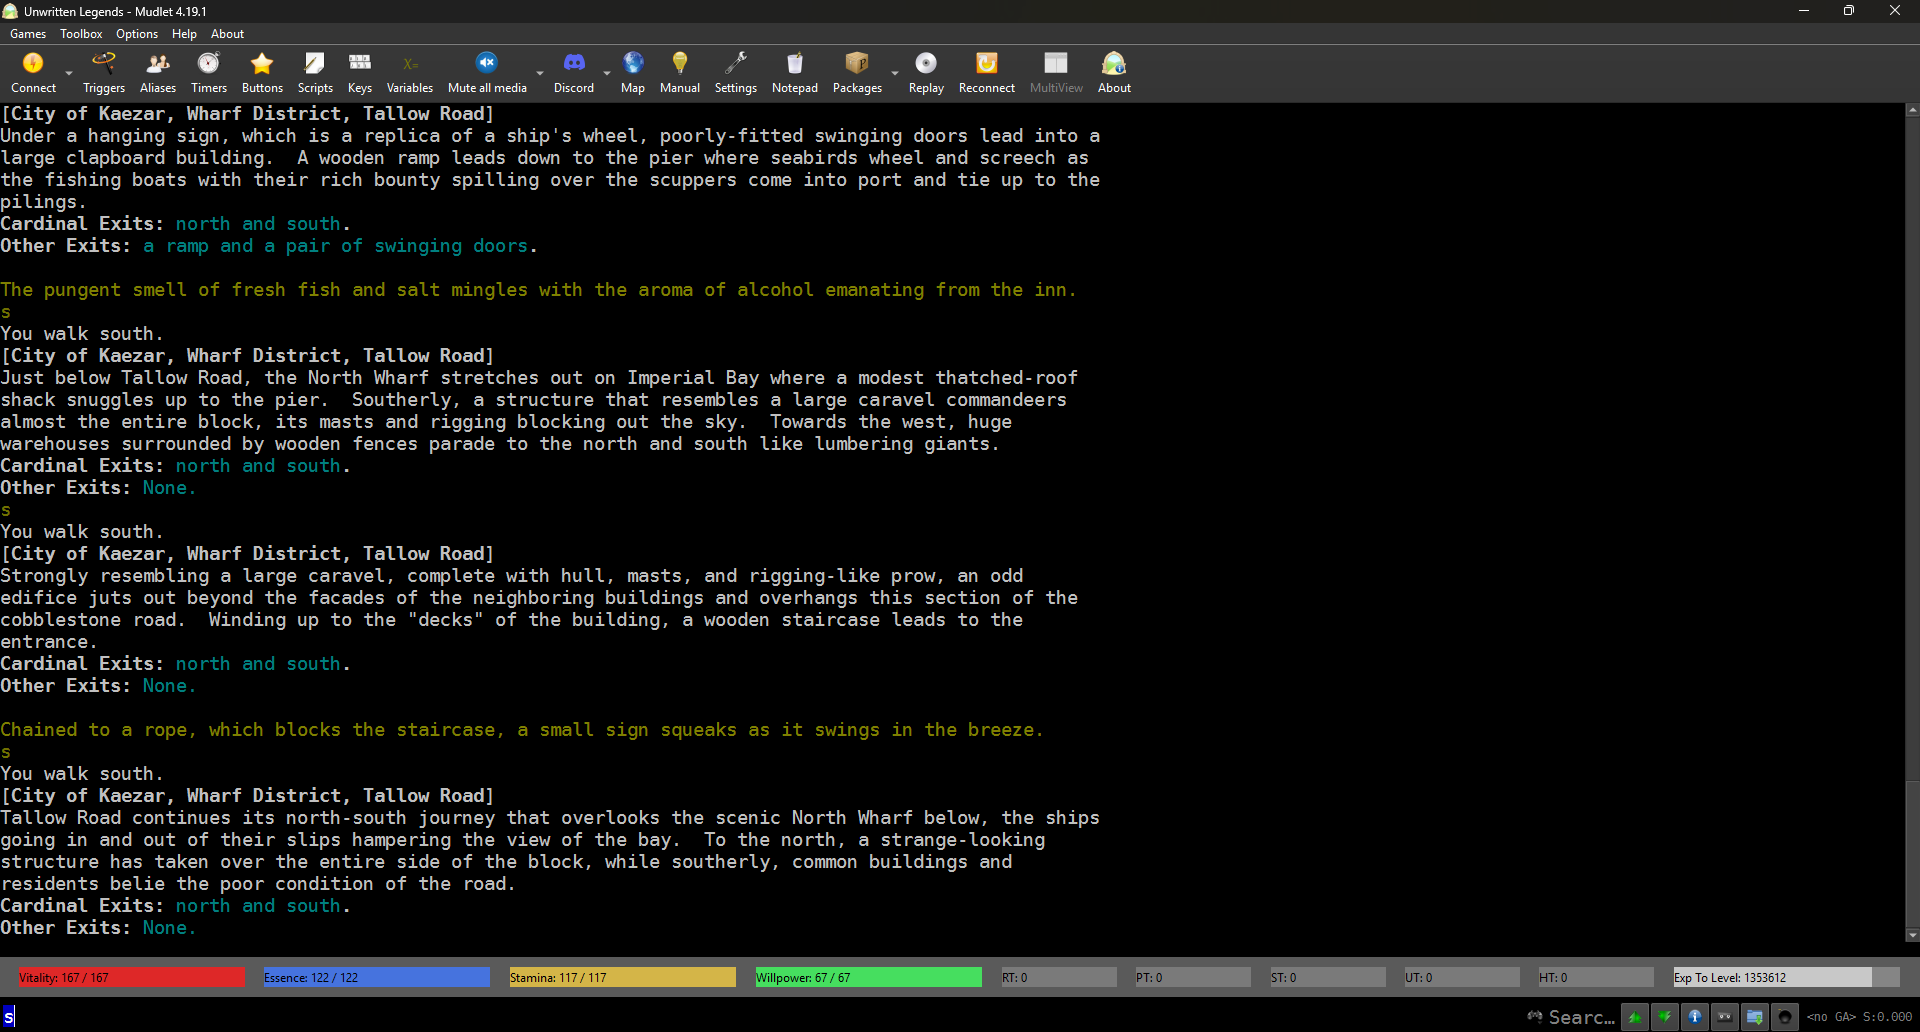 Unwritten Legends - Mudlet 4.19.1
Games Toolbox Options Help About
Connect Triggers Aliases Timers Buttons Scripts Keys Variables Mute all media Discord Map Manual Settings Notepad Packages Replay Reconnect MultiView About
[City of Kaezar, Wharf District, Tallow Road]
Under a hanging sign, which is a replica of a ship's wheel, poorly-fitted swinging doors lead into a
large clapboard building.  A wooden ramp leads down to the pier where seabirds wheel and screech as
the fishing boats with their rich bounty spilling over the scuppers come into port and tie up to the
pilings.
Cardinal Exits: north and south.
Other Exits: a ramp and a pair of swinging doors.
The pungent smell of fresh fish and salt mingles with the aroma of alcohol emanating from the inn.
s
You walk south.
[City of Kaezar, Wharf District, Tallow Road]
Just below Tallow Road, the North Wharf stretches out on Imperial Bay where a modest thatched-roof
shack snuggles up to the pier.  Southerly, a structure that resembles a large caravel commandeers
almost the entire block, its masts and rigging blocking out the sky.  Towards the west, huge
warehouses surrounded by wooden fences parade to the north and south like lumbering giants.
Cardinal Exits: north and south.
Other Exits: None.
s
You walk south.
[City of Kaezar, Wharf District, Tallow Road]
Strongly resembling a large caravel, complete with hull, masts, and rigging-like prow, an odd
edifice juts out beyond the facades of the neighboring buildings and overhangs this section of the
cobblestone road.  Winding up to the "decks" of the building, a wooden staircase leads to the
entrance.
Cardinal Exits: north and south.
Other Exits: None.
Chained to a rope, which blocks the staircase, a small sign squeaks as it swings in the breeze.
s
You walk south.
[City of Kaezar, Wharf District, Tallow Road]
Tallow Road continues its north-south journey that overlooks the scenic North Wharf below, the ships
going in and out of their slips hampering the view of the bay.  To the north, a strange-looking
structure has taken over the entire side of the block, while southerly, common buildings and
residents belie the poor condition of the road.
Cardinal Exits: north and south.
Other Exits: None.
Vitality: 167 / 167 Essence: 122 / 122 Stamina: 117 / 117 Willpower: 67 / 67 RT: 0 PT: 0 ST: 0 UT: 0 HT: 0 Exp To Level: 1353612
s Searc... <no GA> S:0.000